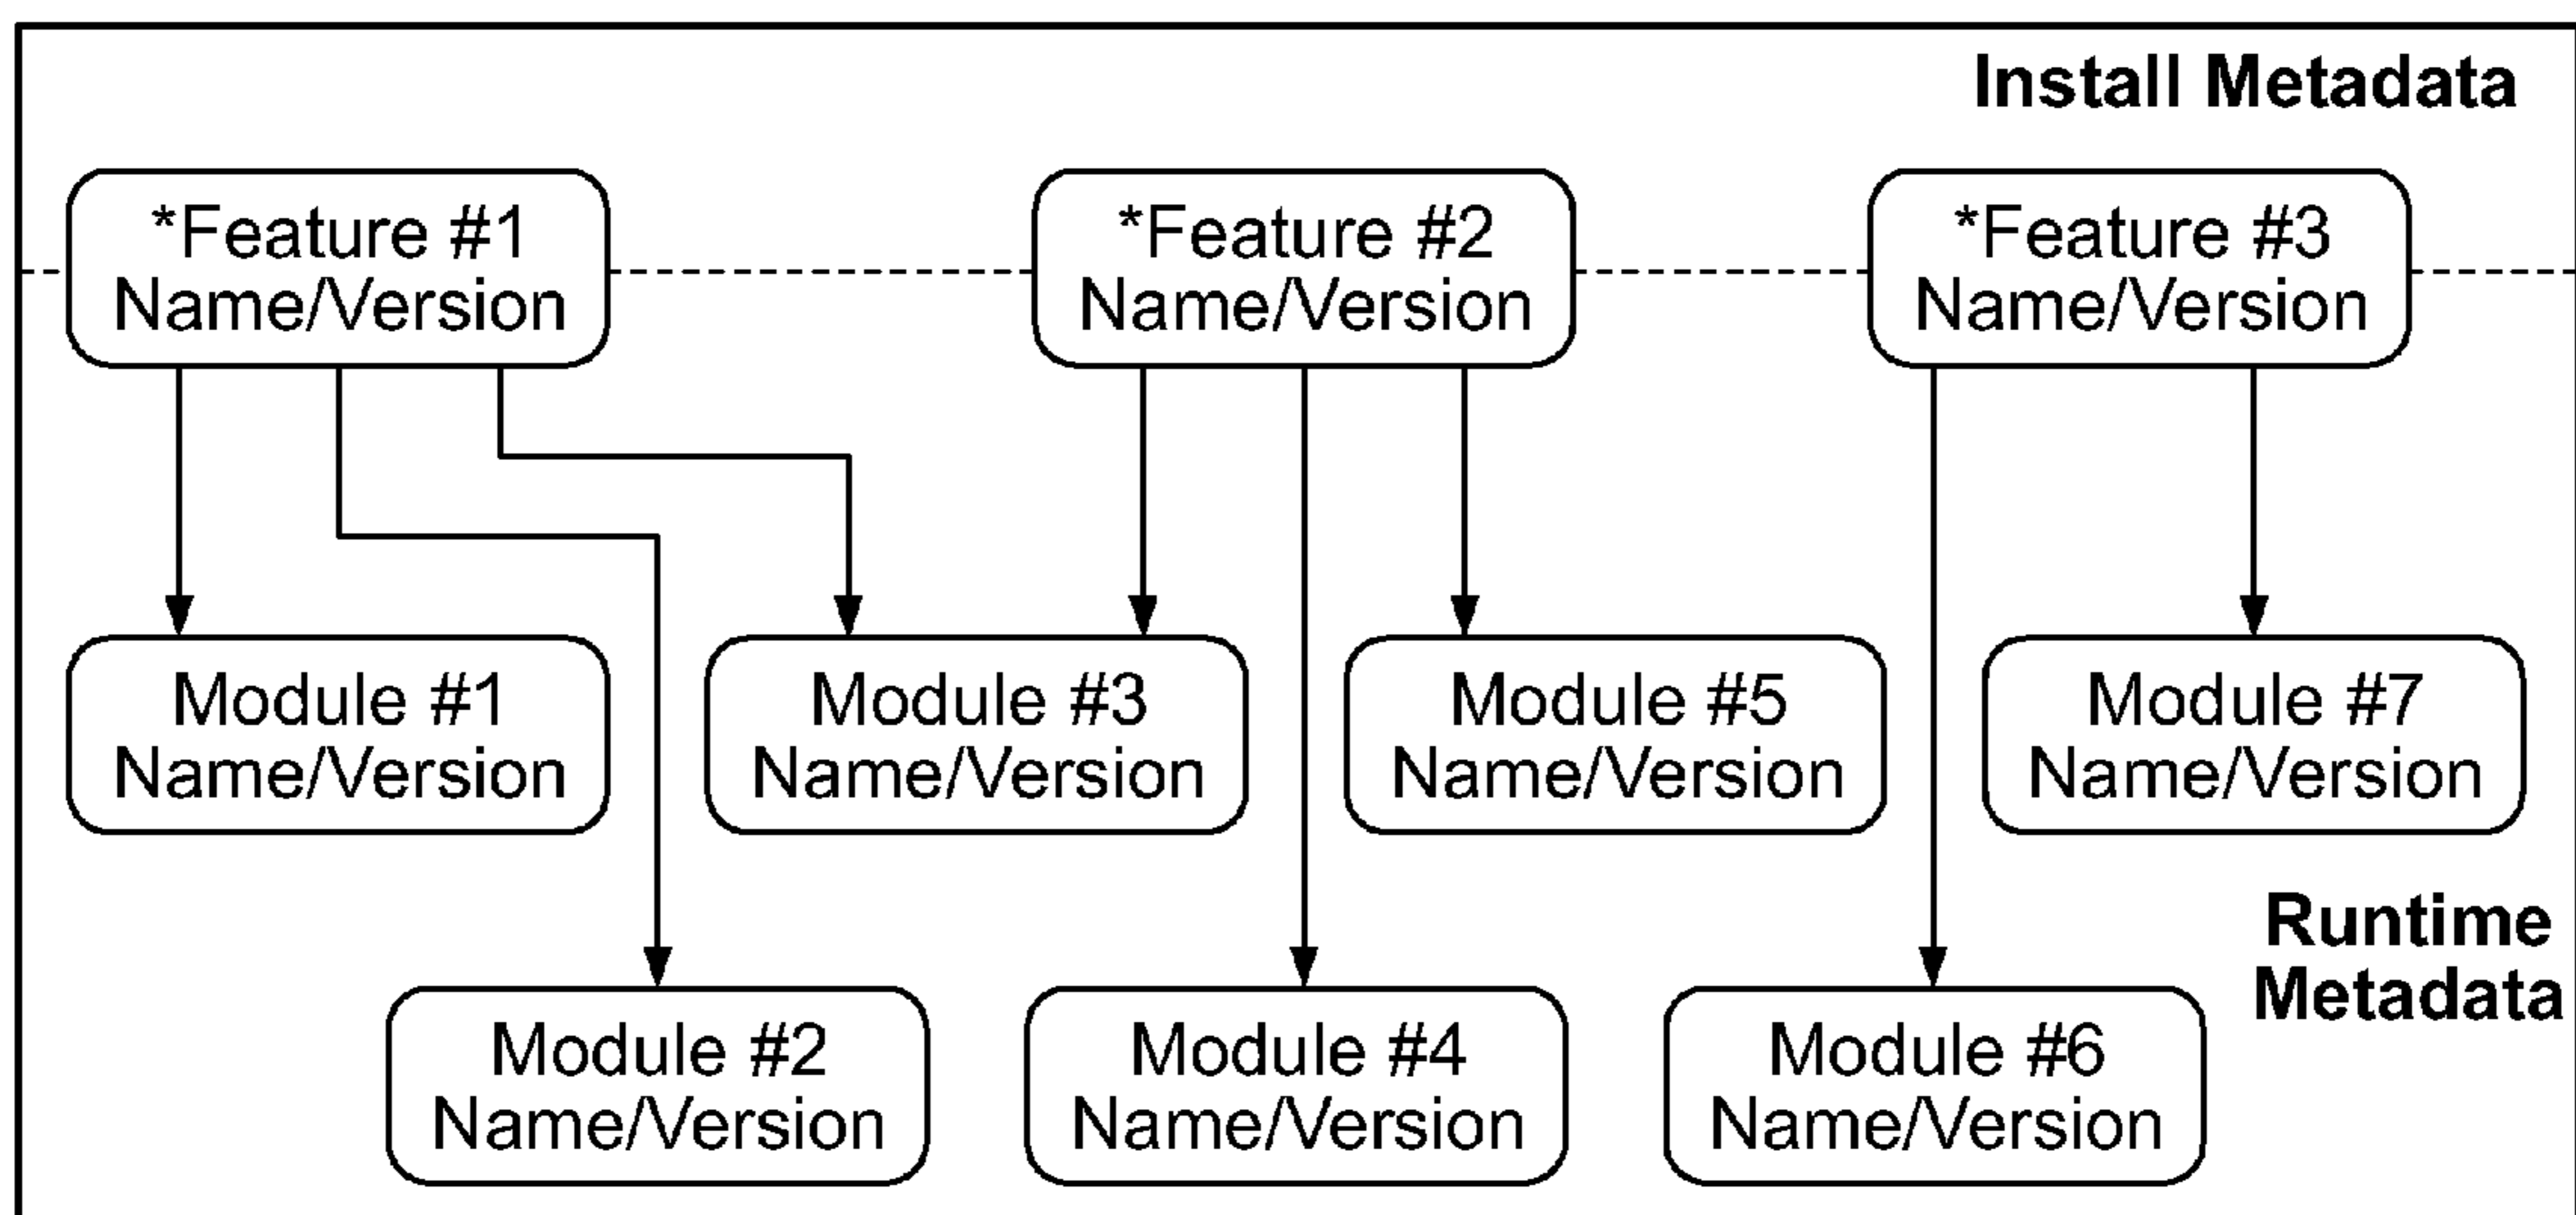 Install Metadata
*Feature #1
Name/Version
*Feature #2
Name/Version
*Feature #3
Name/Version
Module #1
Name/Version
Module #3
Name/Version
Module #5
Name/Version
Module #7
Name/Version
Runtime
Metadata
Module #2
Name/Version
Module #4
Name/Version
Module #6
Name/Version